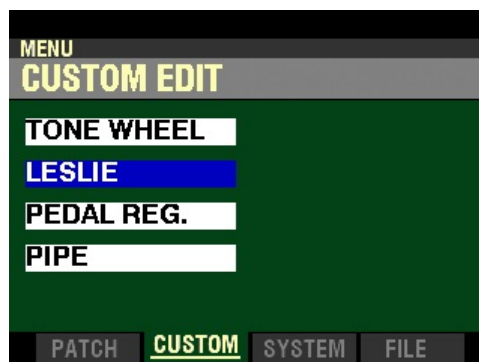 MENU
CUSTOM EDIT
TONE WHEEL
LESLIE
PEDAL REG.
PIPE
PATCH CUSTOM SYSTEM FILE